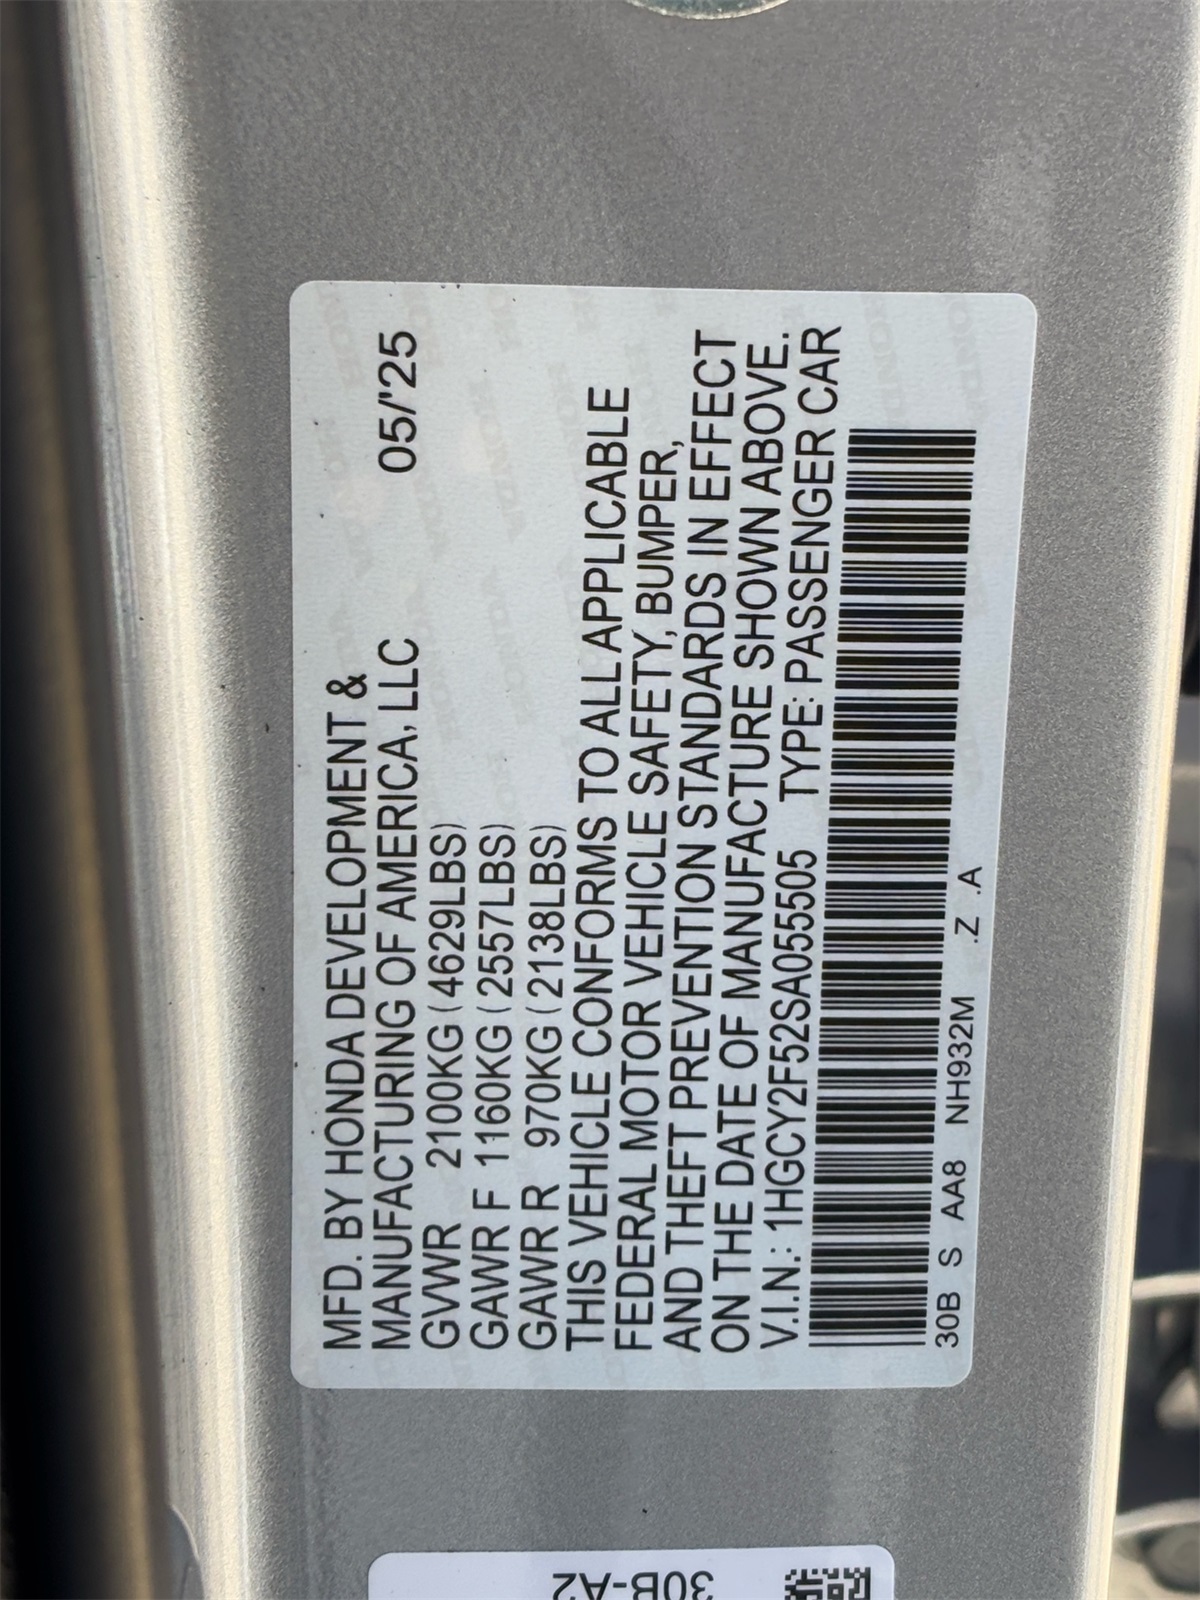 MFD. BY HONDA DEVELOPMENT &
MANUFACTURING OF AMERICA, LLC 05/'25
GVWR 2100KG (4629LBS)
GAWR F 1160KG (2557LBS)
GAWR R 970KG (2138LBS)
THIS VEHICLE CONFORMS TO ALL APPLICABLE
FEDERAL MOTOR VEHICLE SAFETY, BUMPER,
AND THEFT PREVENTION STANDARDS IN EFFECT
ON THE DATE OF MANUFACTURE SHOWN ABOVE.
V.I.N.: 1HGCY2F52SA055505 TYPE: PASSENGER CAR
30B S AA8 NH932M .Z .A
30B-A2